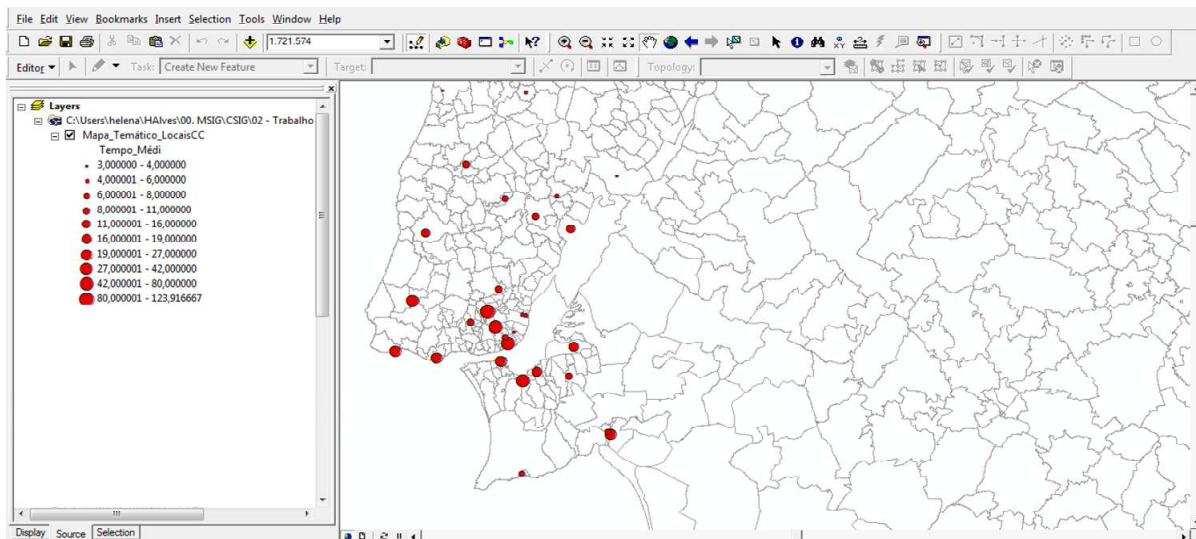 File Edit View Bookmarks Insert Selection Tools Window Help
1.721.574
Editor Task: Create New Feature Target: Topology:
Layers
C:\Users\helena\HAlves\00. MSIG\CSIG\02 - Trabalho
Mapa_Temático_LocaisCC
Tempo_Médi
3,000000 - 4,000000
4,000001 - 6,000000
6,000001 - 8,000000
8,000001 - 11,000000
11,000001 - 16,000000
16,000001 - 19,000000
19,000001 - 27,000000
27,000001 - 42,000000
42,000001 - 80,000000
80,000001 - 123,916667
Display Source Selection